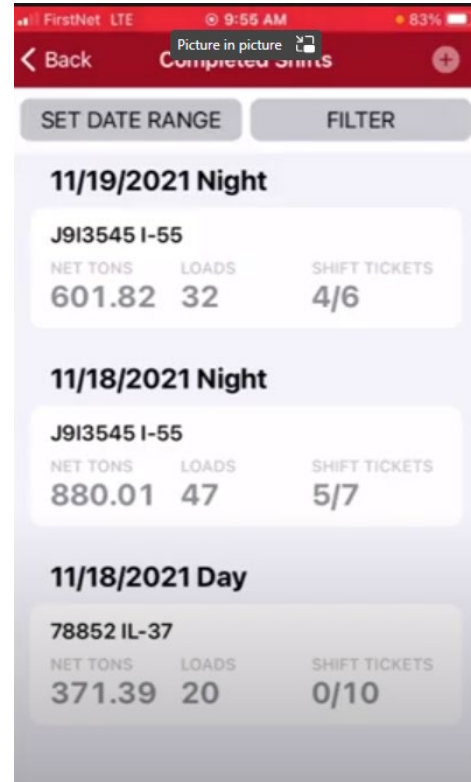 FirstNet LTE 9:55 AM 83%
Picture in picture
Back Completed Shifts
SET DATE RANGE FILTER
11/19/2021 Night
J9I3545 I-55
NET TONS LOADS SHIFT TICKETS
601.82 32 4/6
11/18/2021 Night
J9I3545 I-55
NET TONS LOADS SHIFT TICKETS
880.01 47 5/7
11/18/2021 Day
78852 IL-37
NET TONS LOADS SHIFT TICKETS
371.39 20 0/10